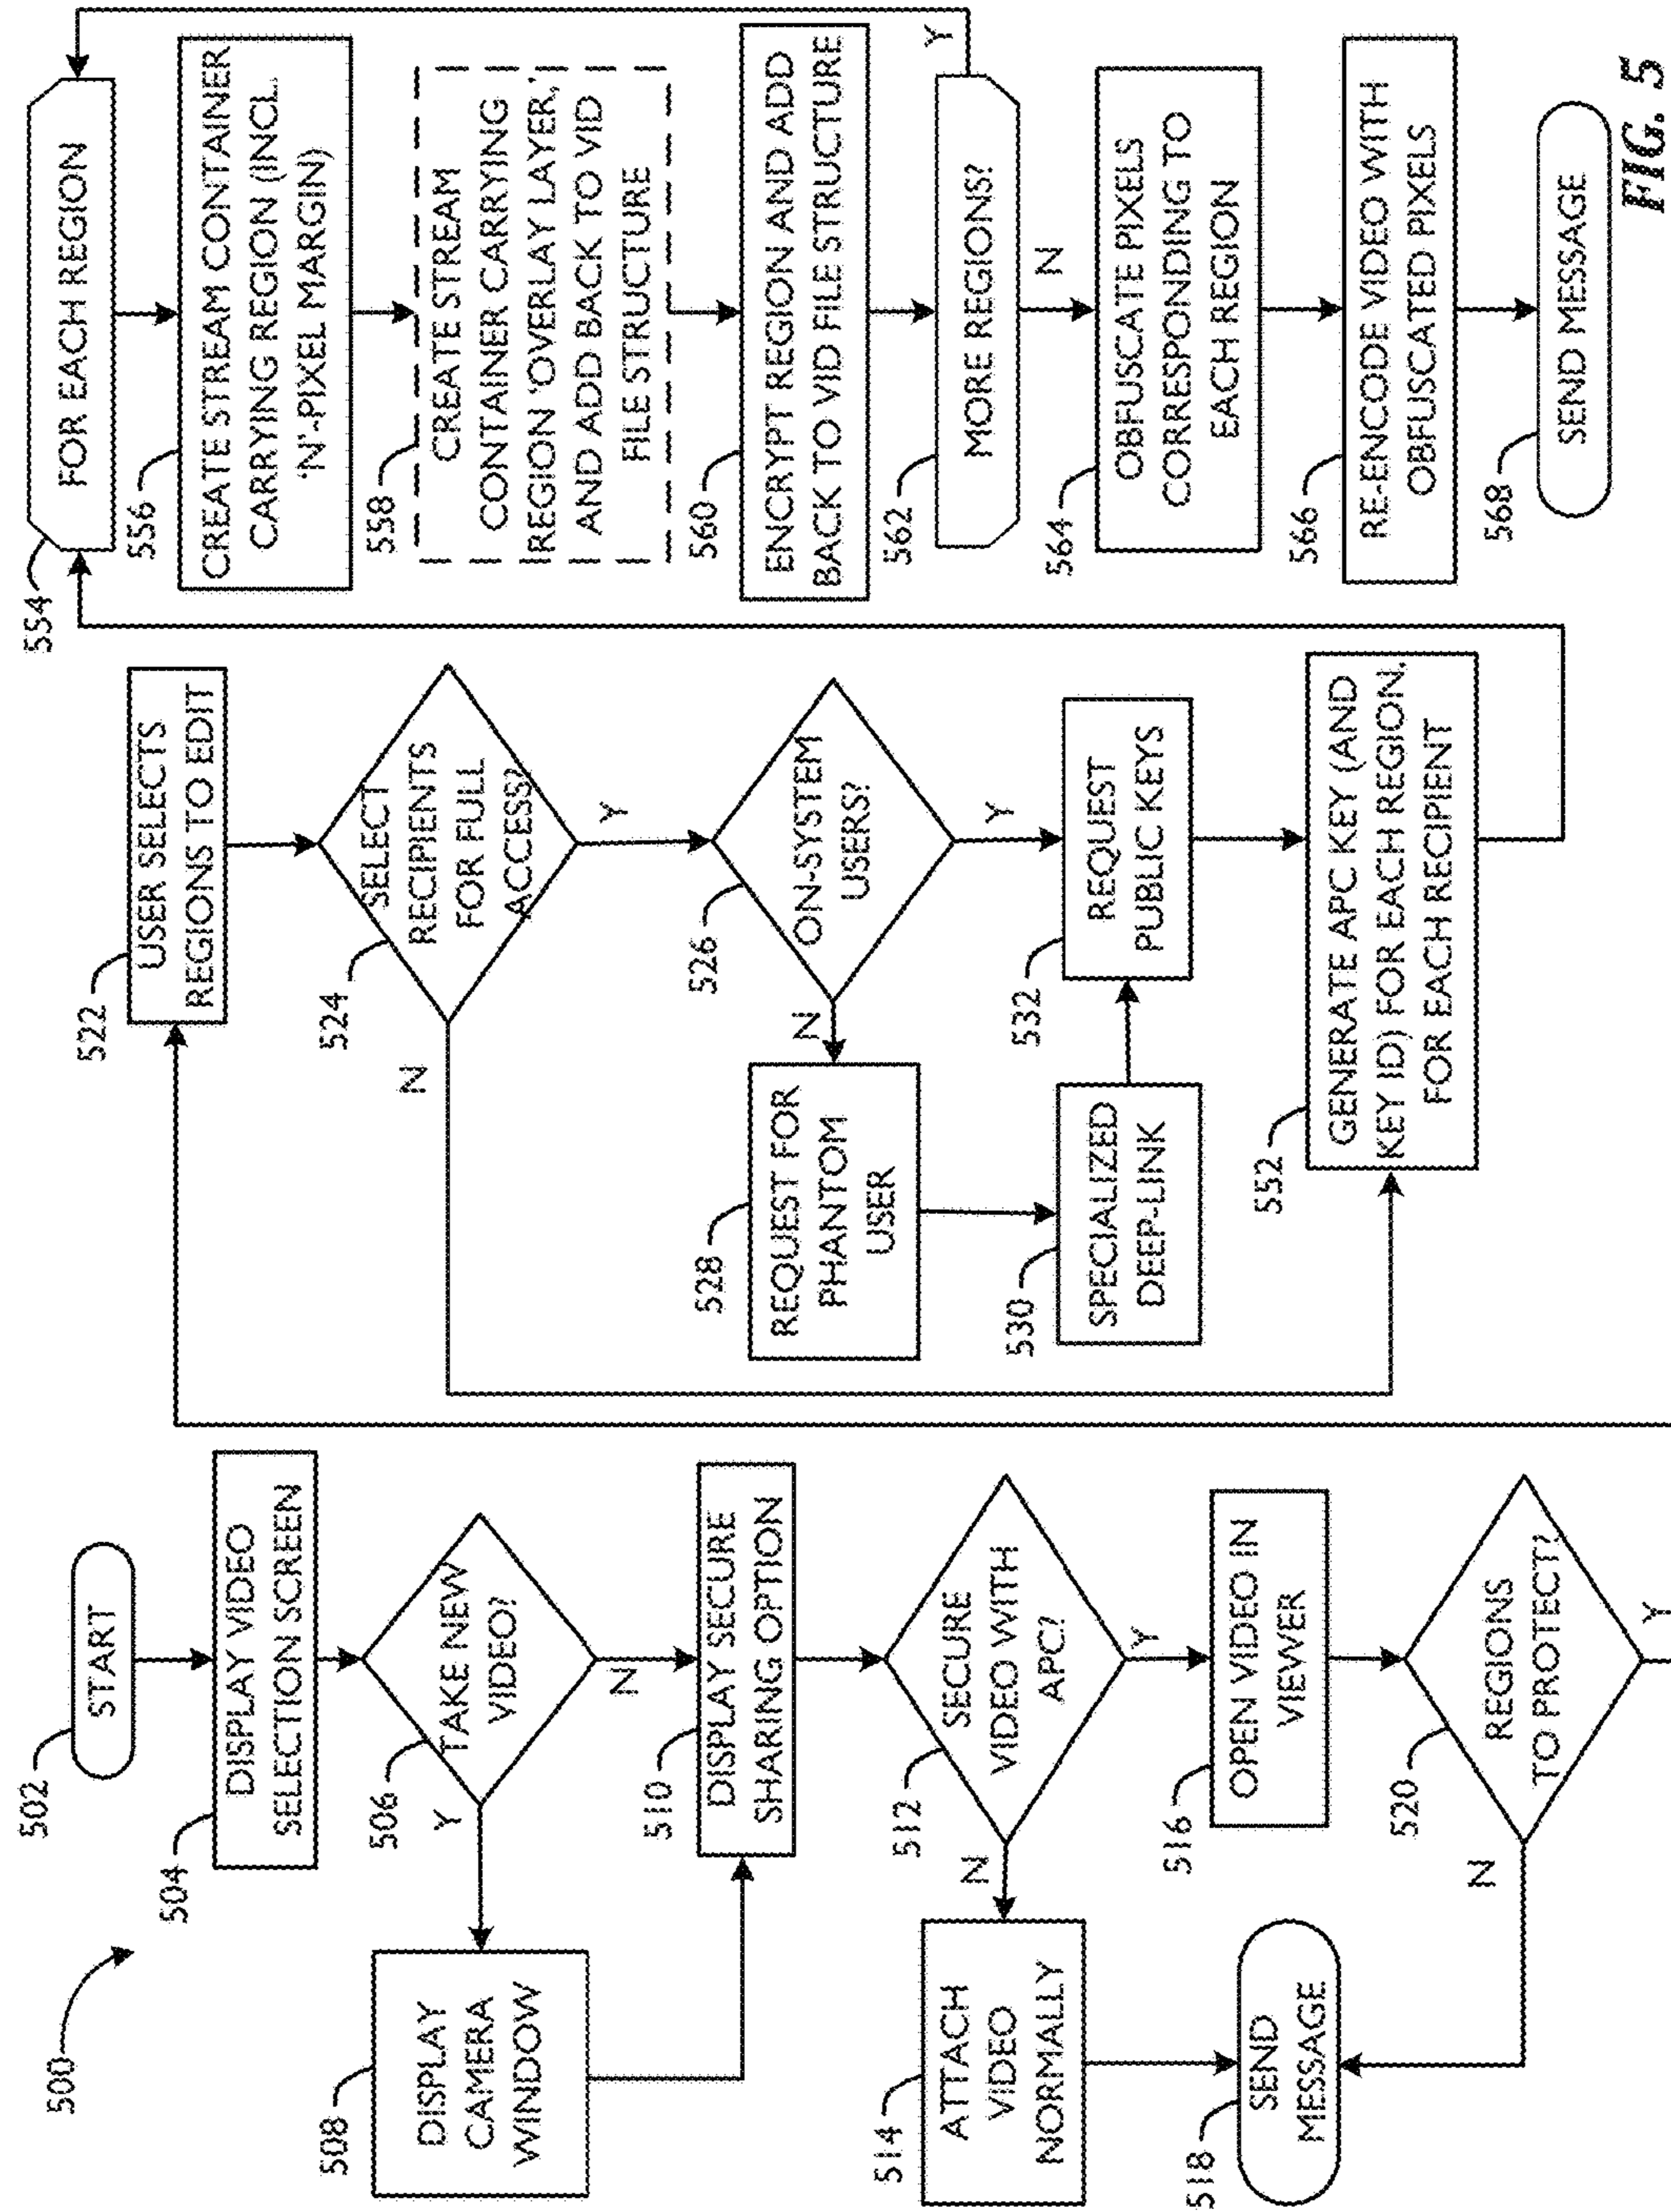 500
502
START
504
DISPLAY VIDEO
SELECTION SCREEN
506
TAKE NEW
VIDEO?
Y
N
508
DISPLAY
CAMERA
WINDOW
510
DISPLAY SECURE
SHARING OPTION
512
SECURE
VIDEO WITH
APC?
N
Y
514
ATTACH
VIDEO
NORMALLY
516
OPEN VIDEO IN
VIEWER
518
SEND
MESSAGE
520
REGIONS
TO PROTECT?
N
Y
522
USER SELECTS
REGIONS TO EDIT
524
SELECT
RECIPIENTS
FOR FULL
ACCESS?
N
Y
526
ON-SYSTEM
USERS?
N
Y
528
REQUEST FOR
PHANTOM
USER
530
SPECIALIZED
DEEP-LINK
532
REQUEST
PUBLIC KEYS
552
GENERATE APC KEY (AND
KEY ID) FOR EACH REGION,
FOR EACH RECIPIENT
554
FOR EACH REGION
556
CREATE STREAM CONTAINER
CARRYING REGION (INCL.
'N'-PIXEL MARGIN)
558
CREATE STREAM
CONTAINER CARRYING
REGION 'OVERLAY LAYER,'
AND ADD BACK TO VID
FILE STRUCTURE
560
ENCRYPT REGION AND ADD
BACK TO VID FILE STRUCTURE
562
MORE REGIONS?
Y
N
564
OBFUSCATE PIXELS
CORRESPONDING TO
EACH REGION
566
RE-ENCODE VIDEO WITH
OBFUSCATED PIXELS
568
SEND MESSAGE
FIG. 5